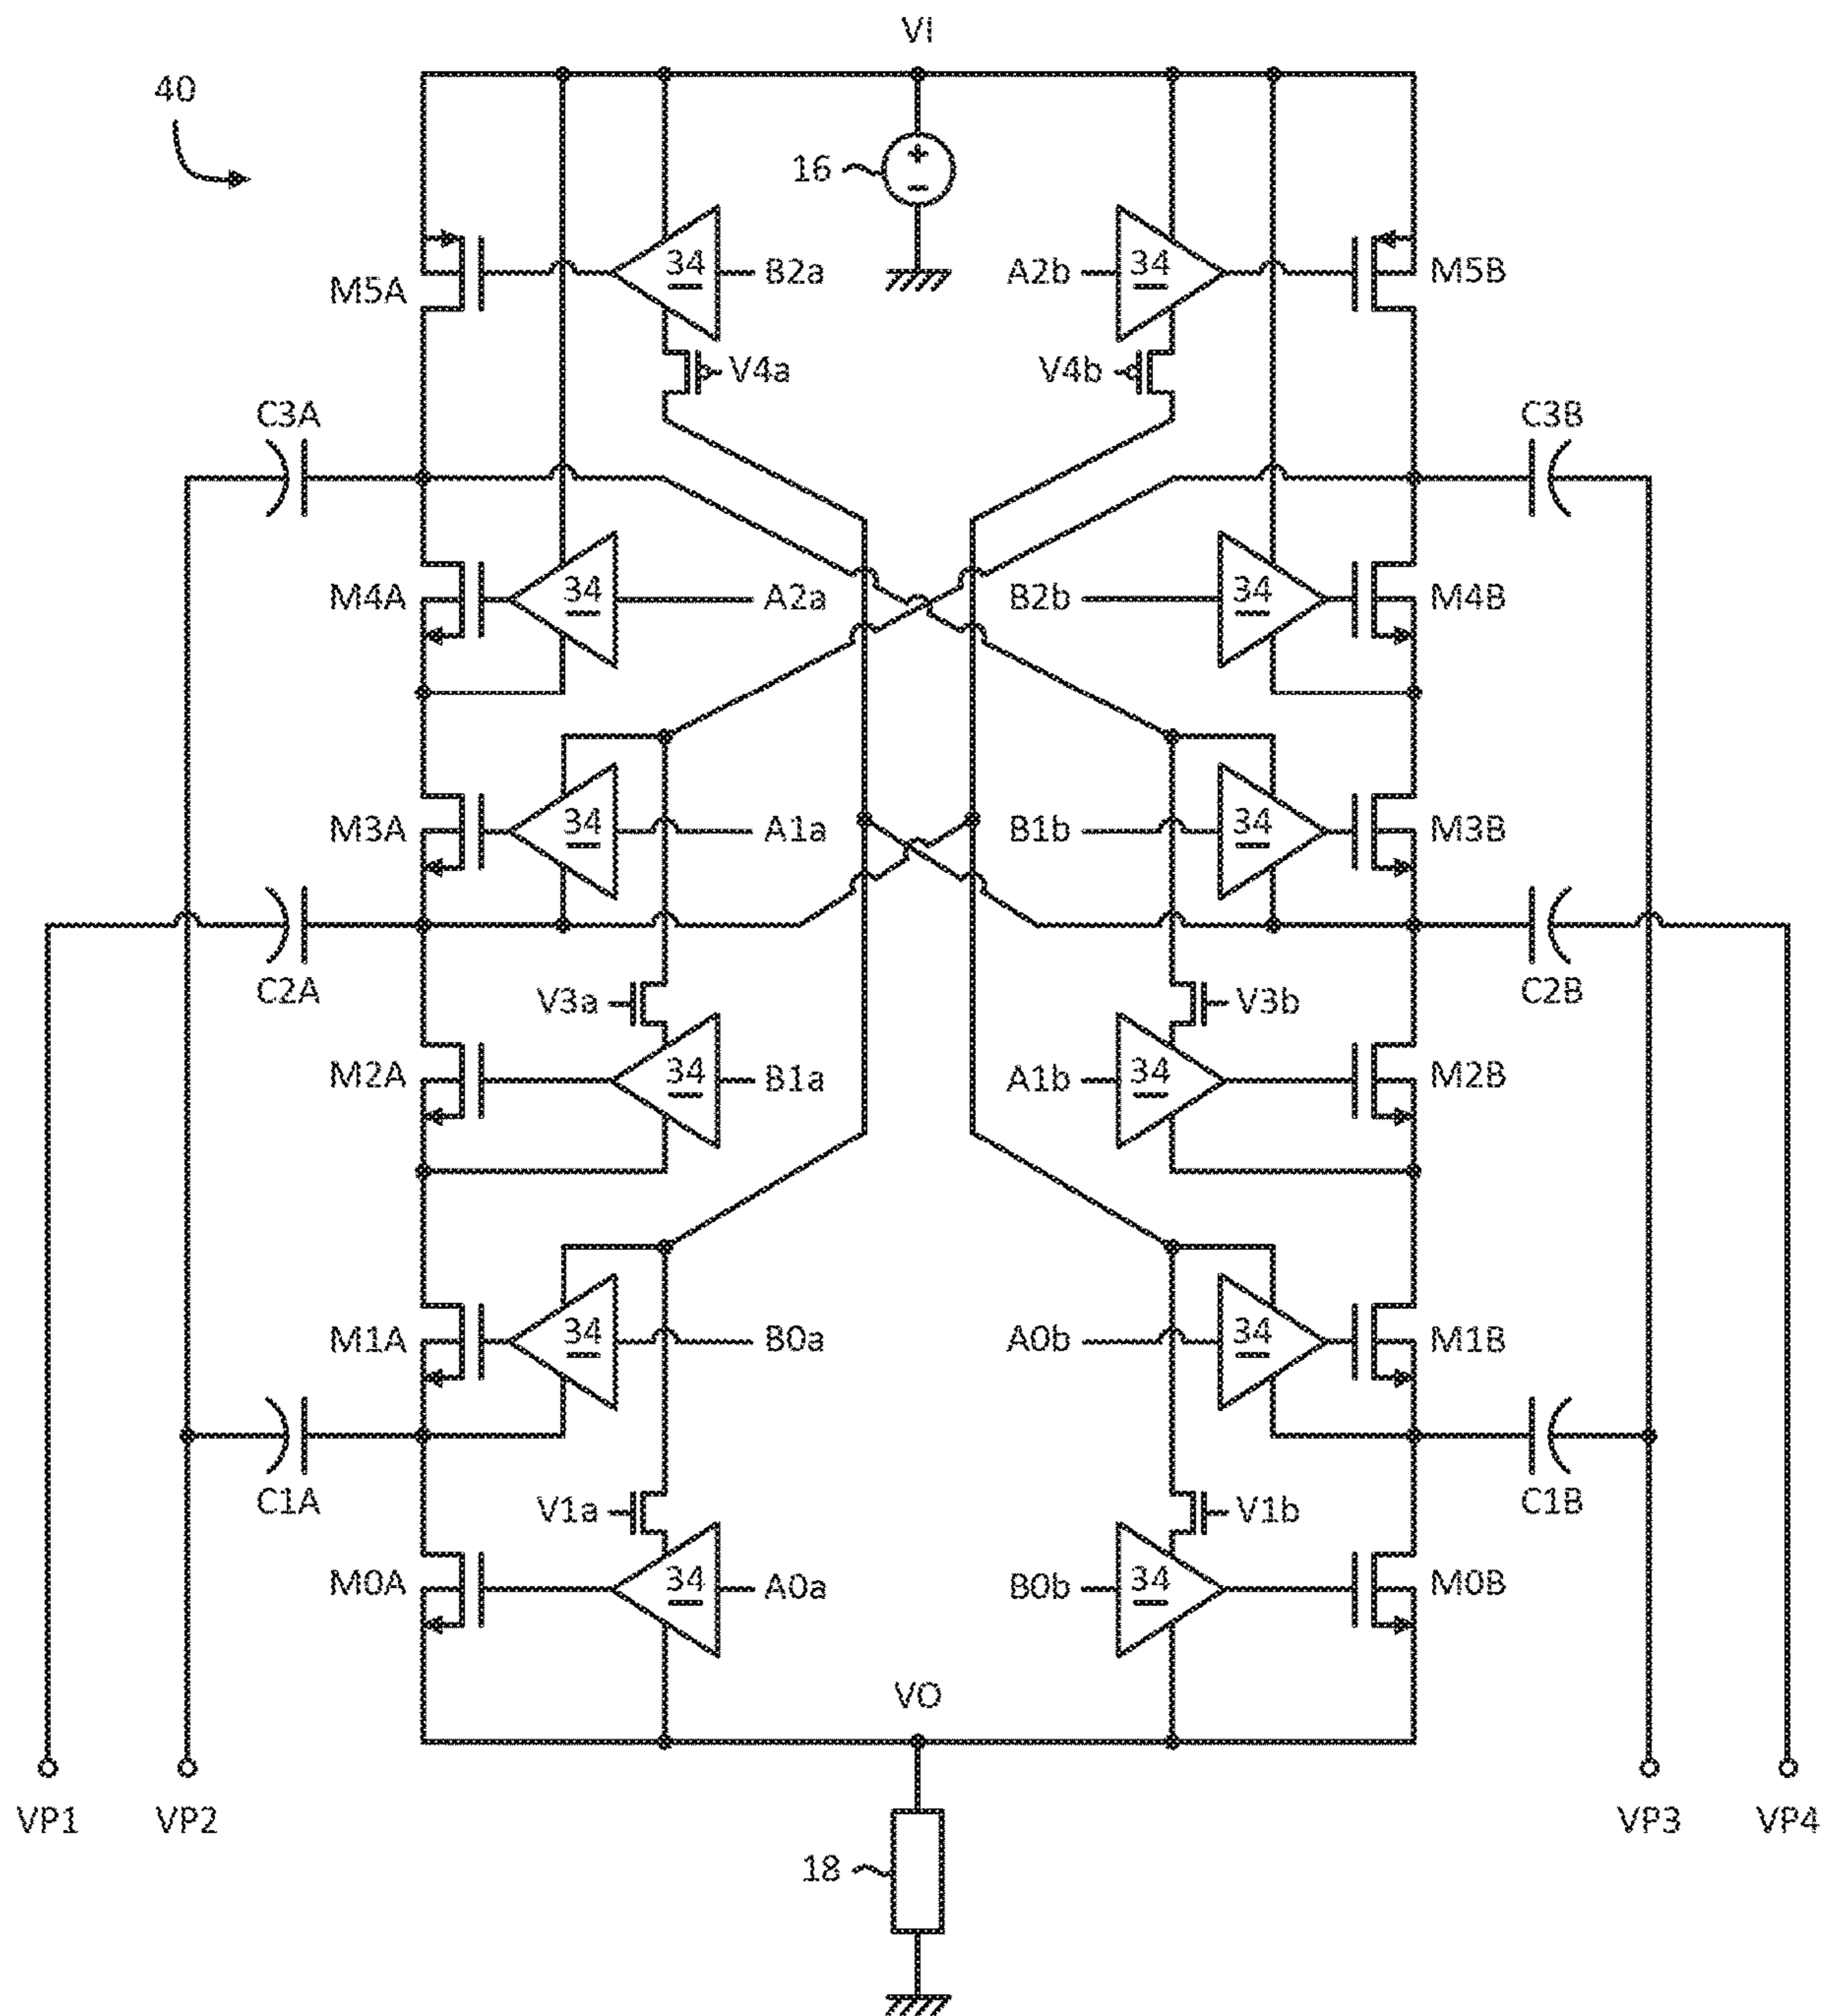 VI
40
16
M5A 34 B2a A2b 34 M5B
V4a V4b
C3A C3B
M4A 34 A2a B2b 34 M4B
M3A 34 A1a B1b 34 M3B
C2A V3a V3b C2B
M2A 34 B1a A1b 34 M2B
M1A 34 B0a A0b 34 M1B
C1A V1a V1b C1B
M0A 34 A0a B0b 34 M0B
VO
VP1 VP2 VP3 VP4
18